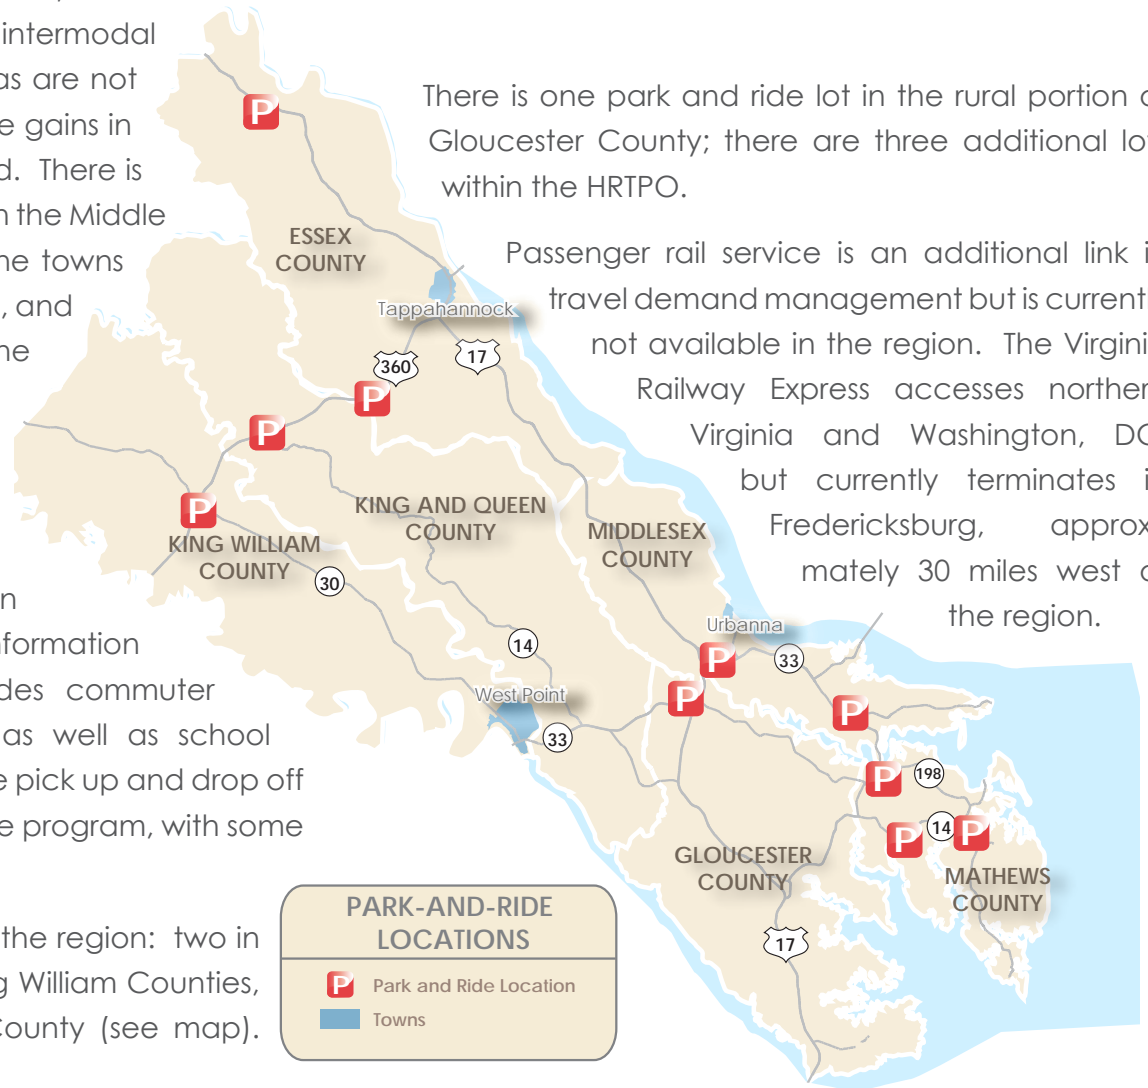 intermodal
as are not
e gains in
d. There is
the Middle
ne towns
, and
ne
n
nformation
des commuter
as well as school
e pick up and drop off
e program, with some
the region: two in
g William Counties,
County (see map).
There is one park and ride lot in the rural portion
Gloucester County; there are three additional lo
within the HRTPO.
Passenger rail service is an additional link i
travel demand management but is current
not available in the region. The Virgini
Railway Express accesses norther
Virginia and Washington, DC
but currently terminates i
Fredericksburg, approx
mately 30 miles west o
the region.
P
ESSEX
COUNTY
Tappahannock
360
17
P
P
P
KING AND QUEEN
COUNTY
MIDDLESEX
COUNTY
KING WILLIAM
COUNTY
30
14
Urbanna
P
33
West Point
P
33
P
P
198
P
14
P
GLOUCESTER
COUNTY
MATHEWS
COUNTY
17
PARK-AND-RIDE
LOCATIONS
P Park and Ride Location
Towns